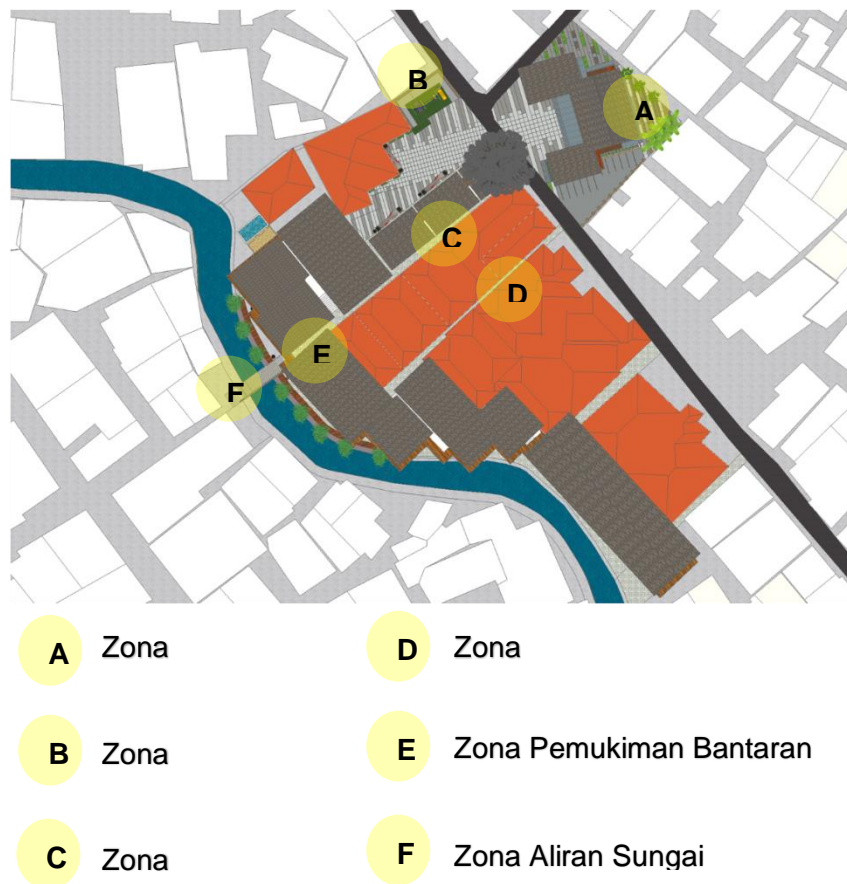 B
A
C
D
E
F
A Zona
D Zona
B Zona
E Zona Pemukiman Bantaran
C Zona
F Zona Aliran Sungai